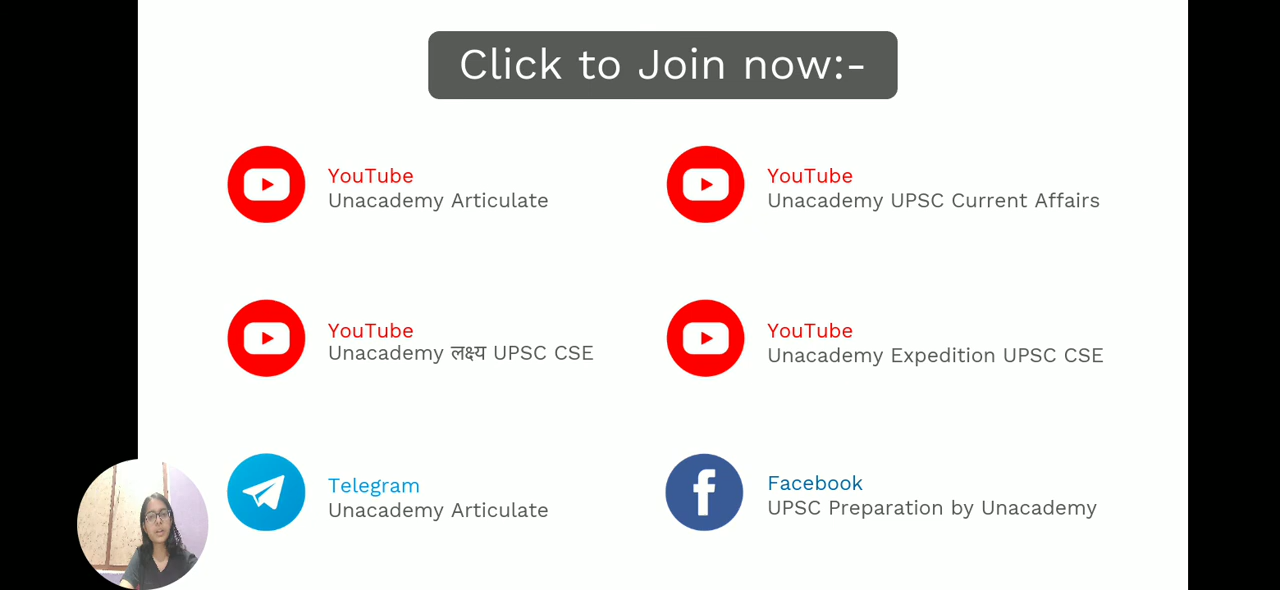 Click to Join now:-
YouTube
Unacademy Articulate
YouTube
Unacademy UPSC Current Affairs
YouTube
Unacademy लक्ष्य UPSC CSE
YouTube
Unacademy Expedition UPSC CSE
Telegram
Unacademy Articulate
Facebook
UPSC Preparation by Unacademy